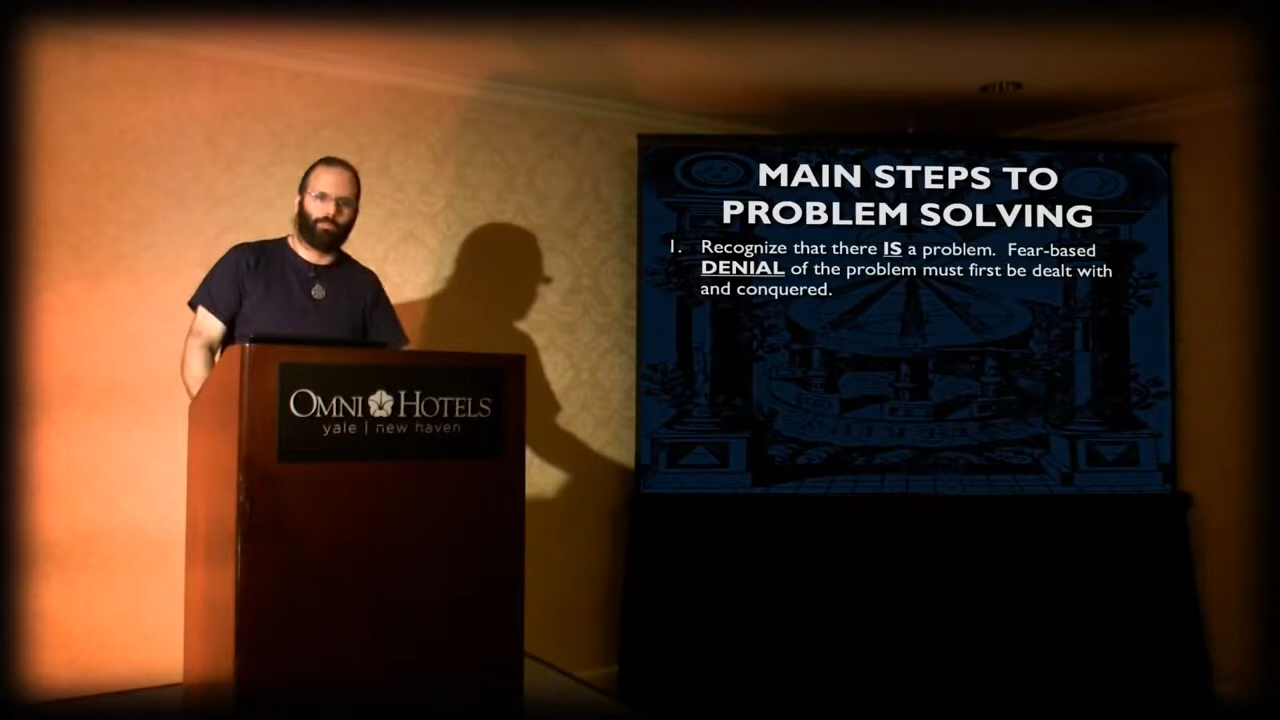 MAIN STEPS TO
PROBLEM SOLVING
1. Recognize that there IS a problem. Fear-based
DENIAL of the problem must first be dealt with
and conquered.
OMNI HOTELS
yale | new haven